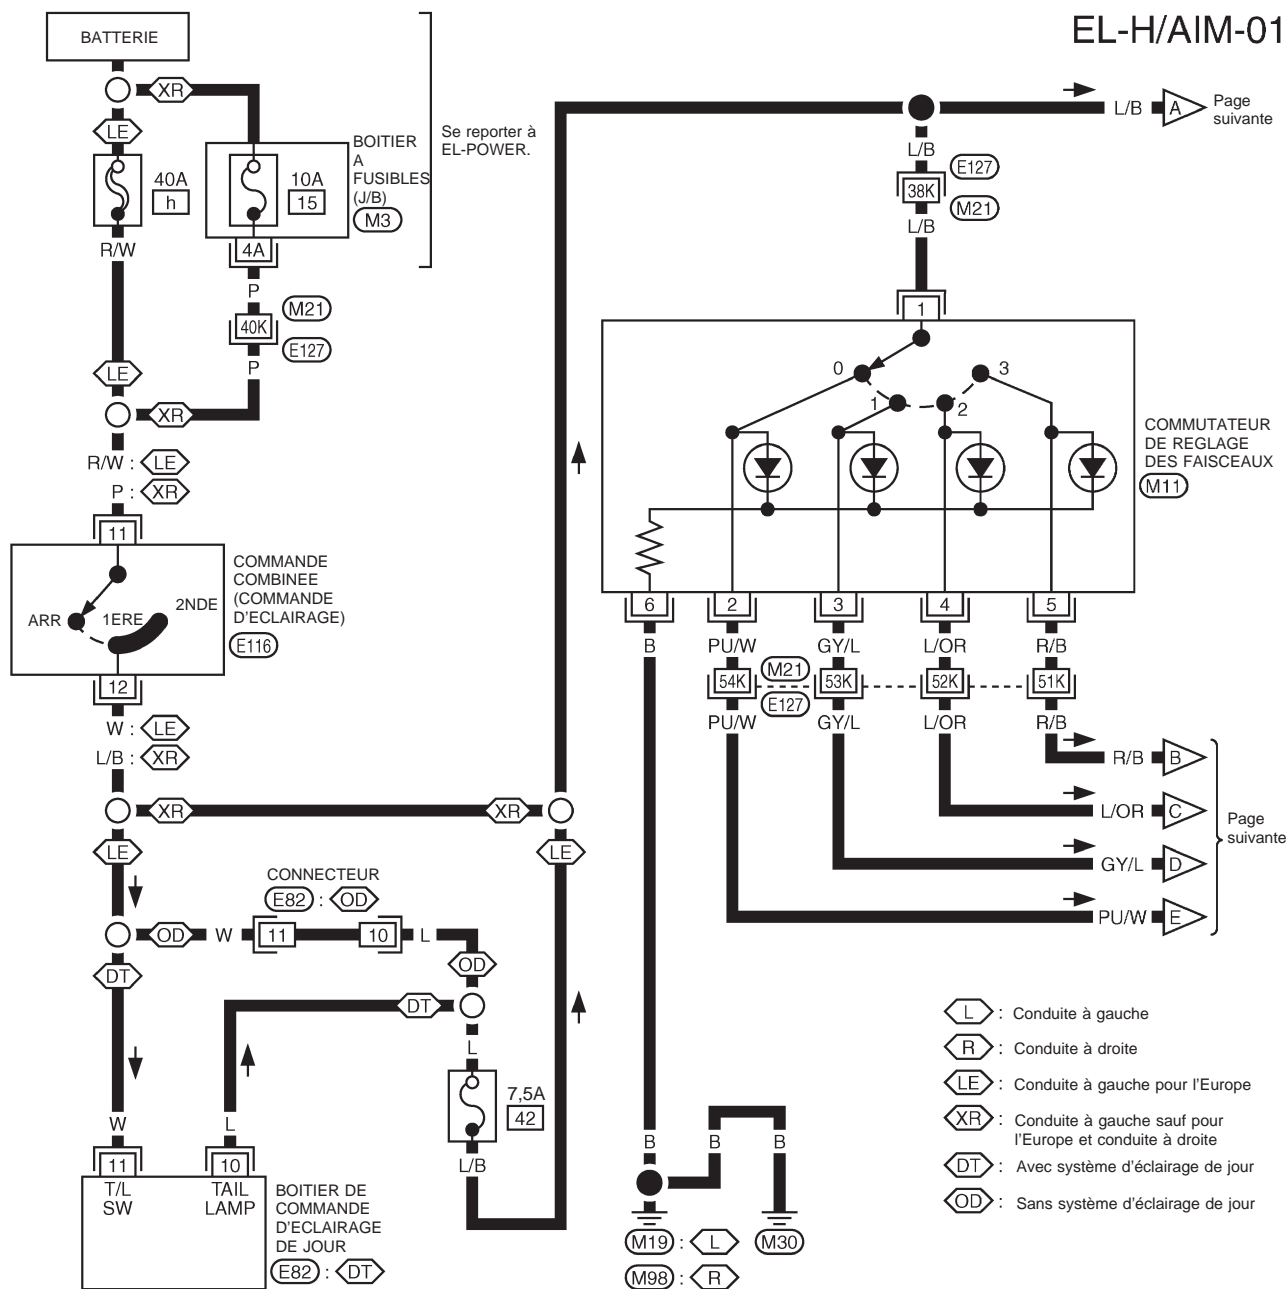 EL-H/AIM-01
BATTERIE
XR
LE
40A
h
10A
15
BOITIER
A
FUSIBLES
(J/B)
M3
Se reporter à
EL-POWER.
R/W
4A
P
M21
40K
E127
P
LE
XR
R/W : LE
P : XR
11
ARR
1ERE
2NDE
COMMANDE
COMBINEE
(COMMANDE
D'ECLAIRAGE)
E116
12
W : LE
L/B : XR
XR
XR
LE
LE
CONNECTEUR
E82 : OD
OD
W
11
10
L
OD
DT
DT
L
7,5A
42
L/B
W
L
11
10
T/L
SW
TAIL
LAMP
BOITIER DE
COMMANDE
D'ECLAIRAGE
DE JOUR
E82 : DT
L/B
A
Page
suivante
L/B
E127
38K
M21
L/B
1
0
1
2
3
COMMUTATEUR
DE REGLAGE
DES FAISCEAUX
M11
6
2
3
4
5
B
PU/W
GY/L
L/OR
R/B
54K
M21
53K
52K
51K
E127
PU/W
GY/L
L/OR
R/B
R/B
B
L/OR
C
GY/L
D
PU/W
E
Page
suivante
B
B
B
M19 : L
M30
M98 : R
L : Conduite à gauche
R : Conduite à droite
LE : Conduite à gauche pour l'Europe
XR : Conduite à gauche sauf pour
l'Europe et conduite à droite
DT : Avec système d'éclairage de jour
OD : Sans système d'éclairage de jour